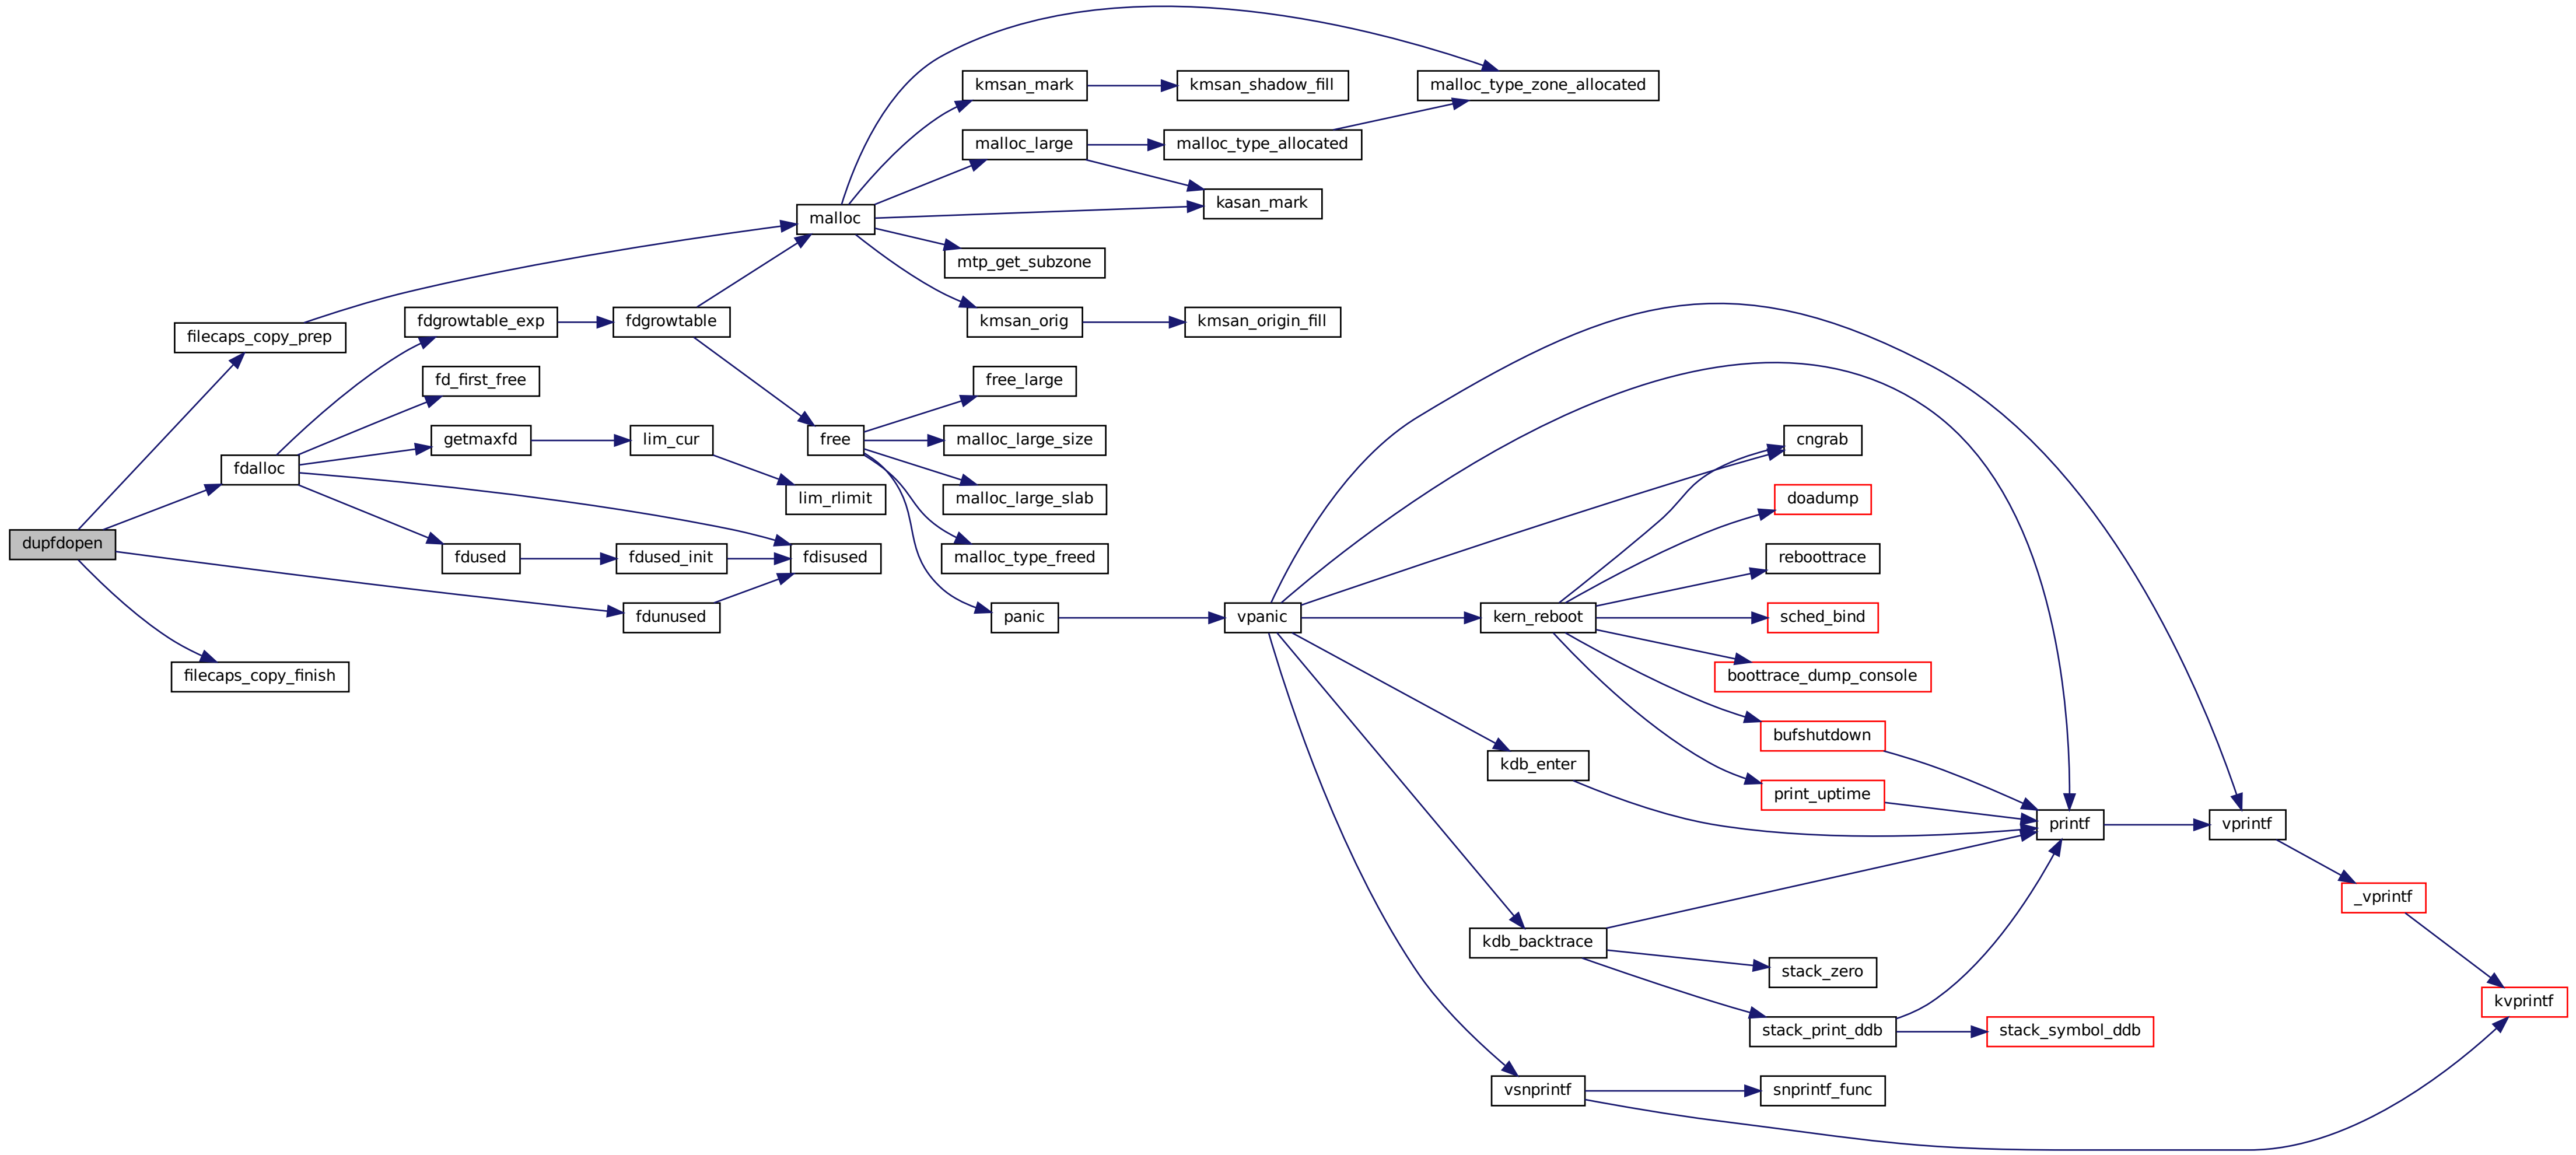 dupfdopen
filecaps_copy_prep
fdalloc
filecaps_copy_finish
fdgrowtable_exp
fd_first_free
getmaxfd
fdused
fdgrowtable
lim_cur
fdused_init
fdunused
malloc
free
lim_rlimit
fdisused
kmsan_mark
malloc_large
mtp_get_subzone
kmsan_orig
free_large
malloc_large_size
malloc_large_slab
malloc_type_freed
panic
kmsan_shadow_fill
malloc_type_allocated
kasan_mark
kmsan_origin_fill
vpanic
malloc_type_zone_allocated
kern_reboot
kdb_enter
kdb_backtrace
vsnprintf
cngrab
doadump
reboottrace
sched_bind
boottrace_dump_console
bufshutdown
print_uptime
stack_zero
stack_print_ddb
snprintf_func
printf
stack_symbol_ddb
vprintf
_vprintf
kvprintf